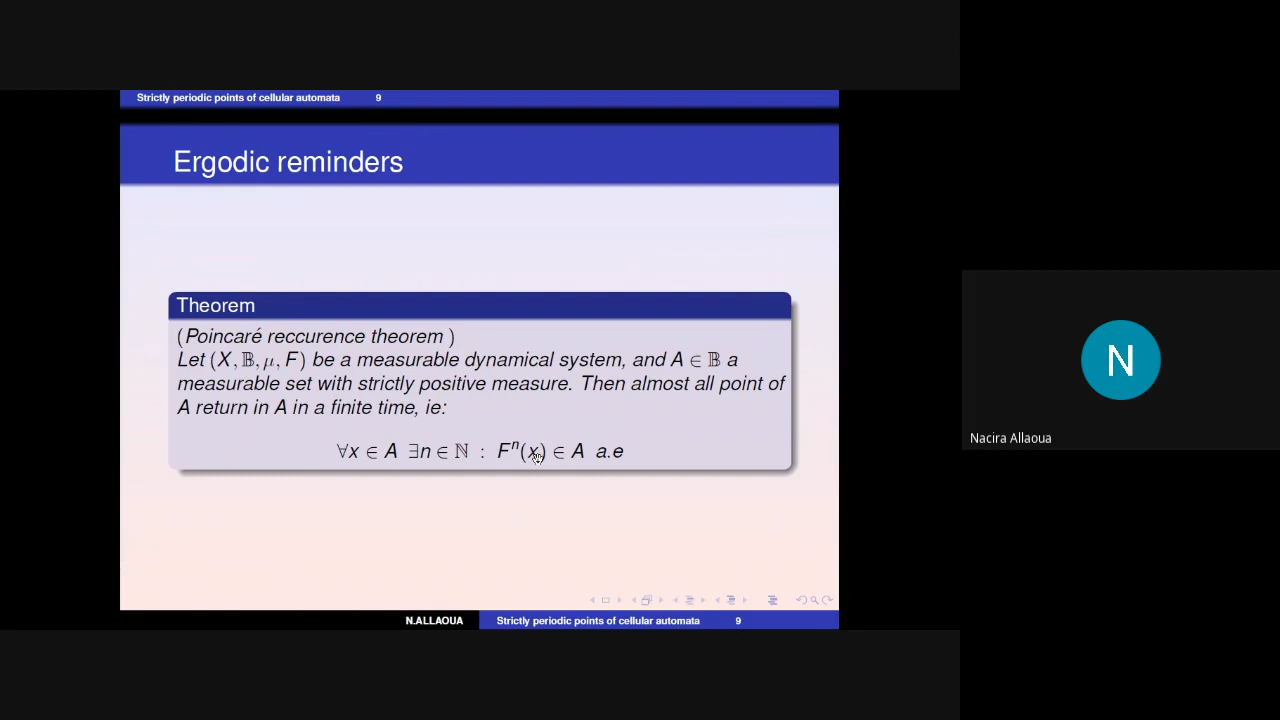 Strictly periodic points of cellular automata 9
Ergodic reminders
Theorem
(Poincaré reccurence theorem )
Let (X, 𝔹, μ, F) be a measurable dynamical system, and A ∈ 𝔹 a
measurable set with strictly positive measure. Then almost all point of
A return in A in a finite time, ie:
∀x ∈ A ∃n ∈ ℕ : Fⁿ(x) ∈ A a.e
N.ALLAOUA Strictly periodic points of cellular automata 9
N
Nacira Allaoua